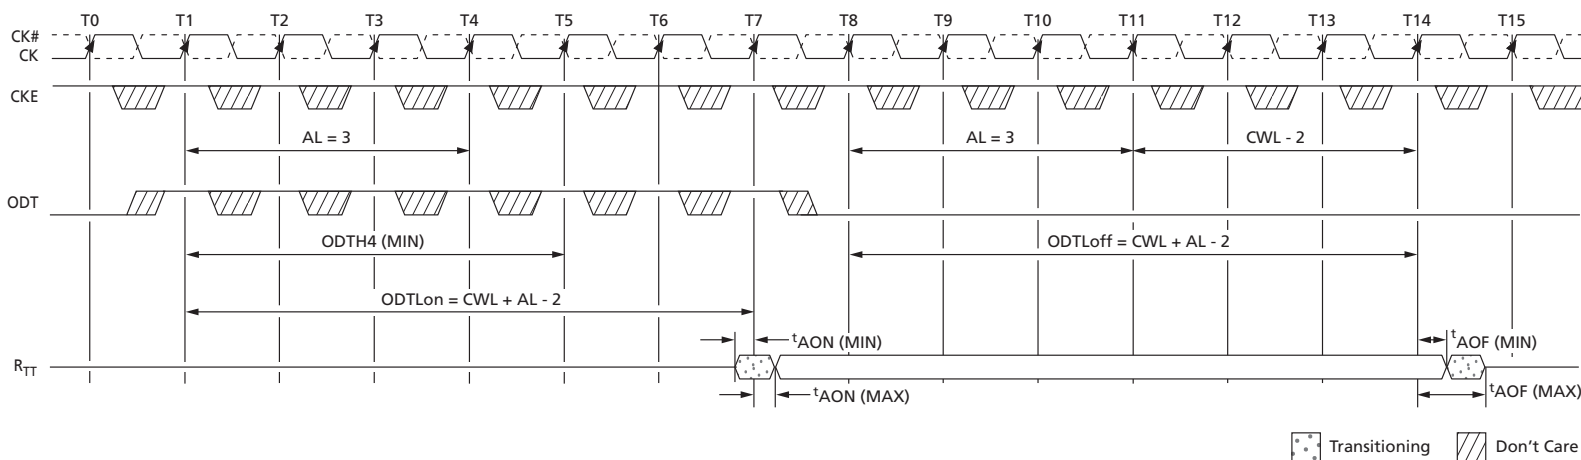 T0 T1 T2 T3 T4 T5 T6 T7 T8 T9 T10 T11 T12 T13 T14 T15
CK#
CK
CKE
AL = 3 AL = 3 CWL - 2
ODT
ODTH4 (MIN) ODTLoff = CWL + AL - 2
ODTLon = CWL + AL - 2
tAON (MIN) tAOF (MIN)
RTT
tAON (MAX) tAOF (MAX)
Transitioning Don't Care